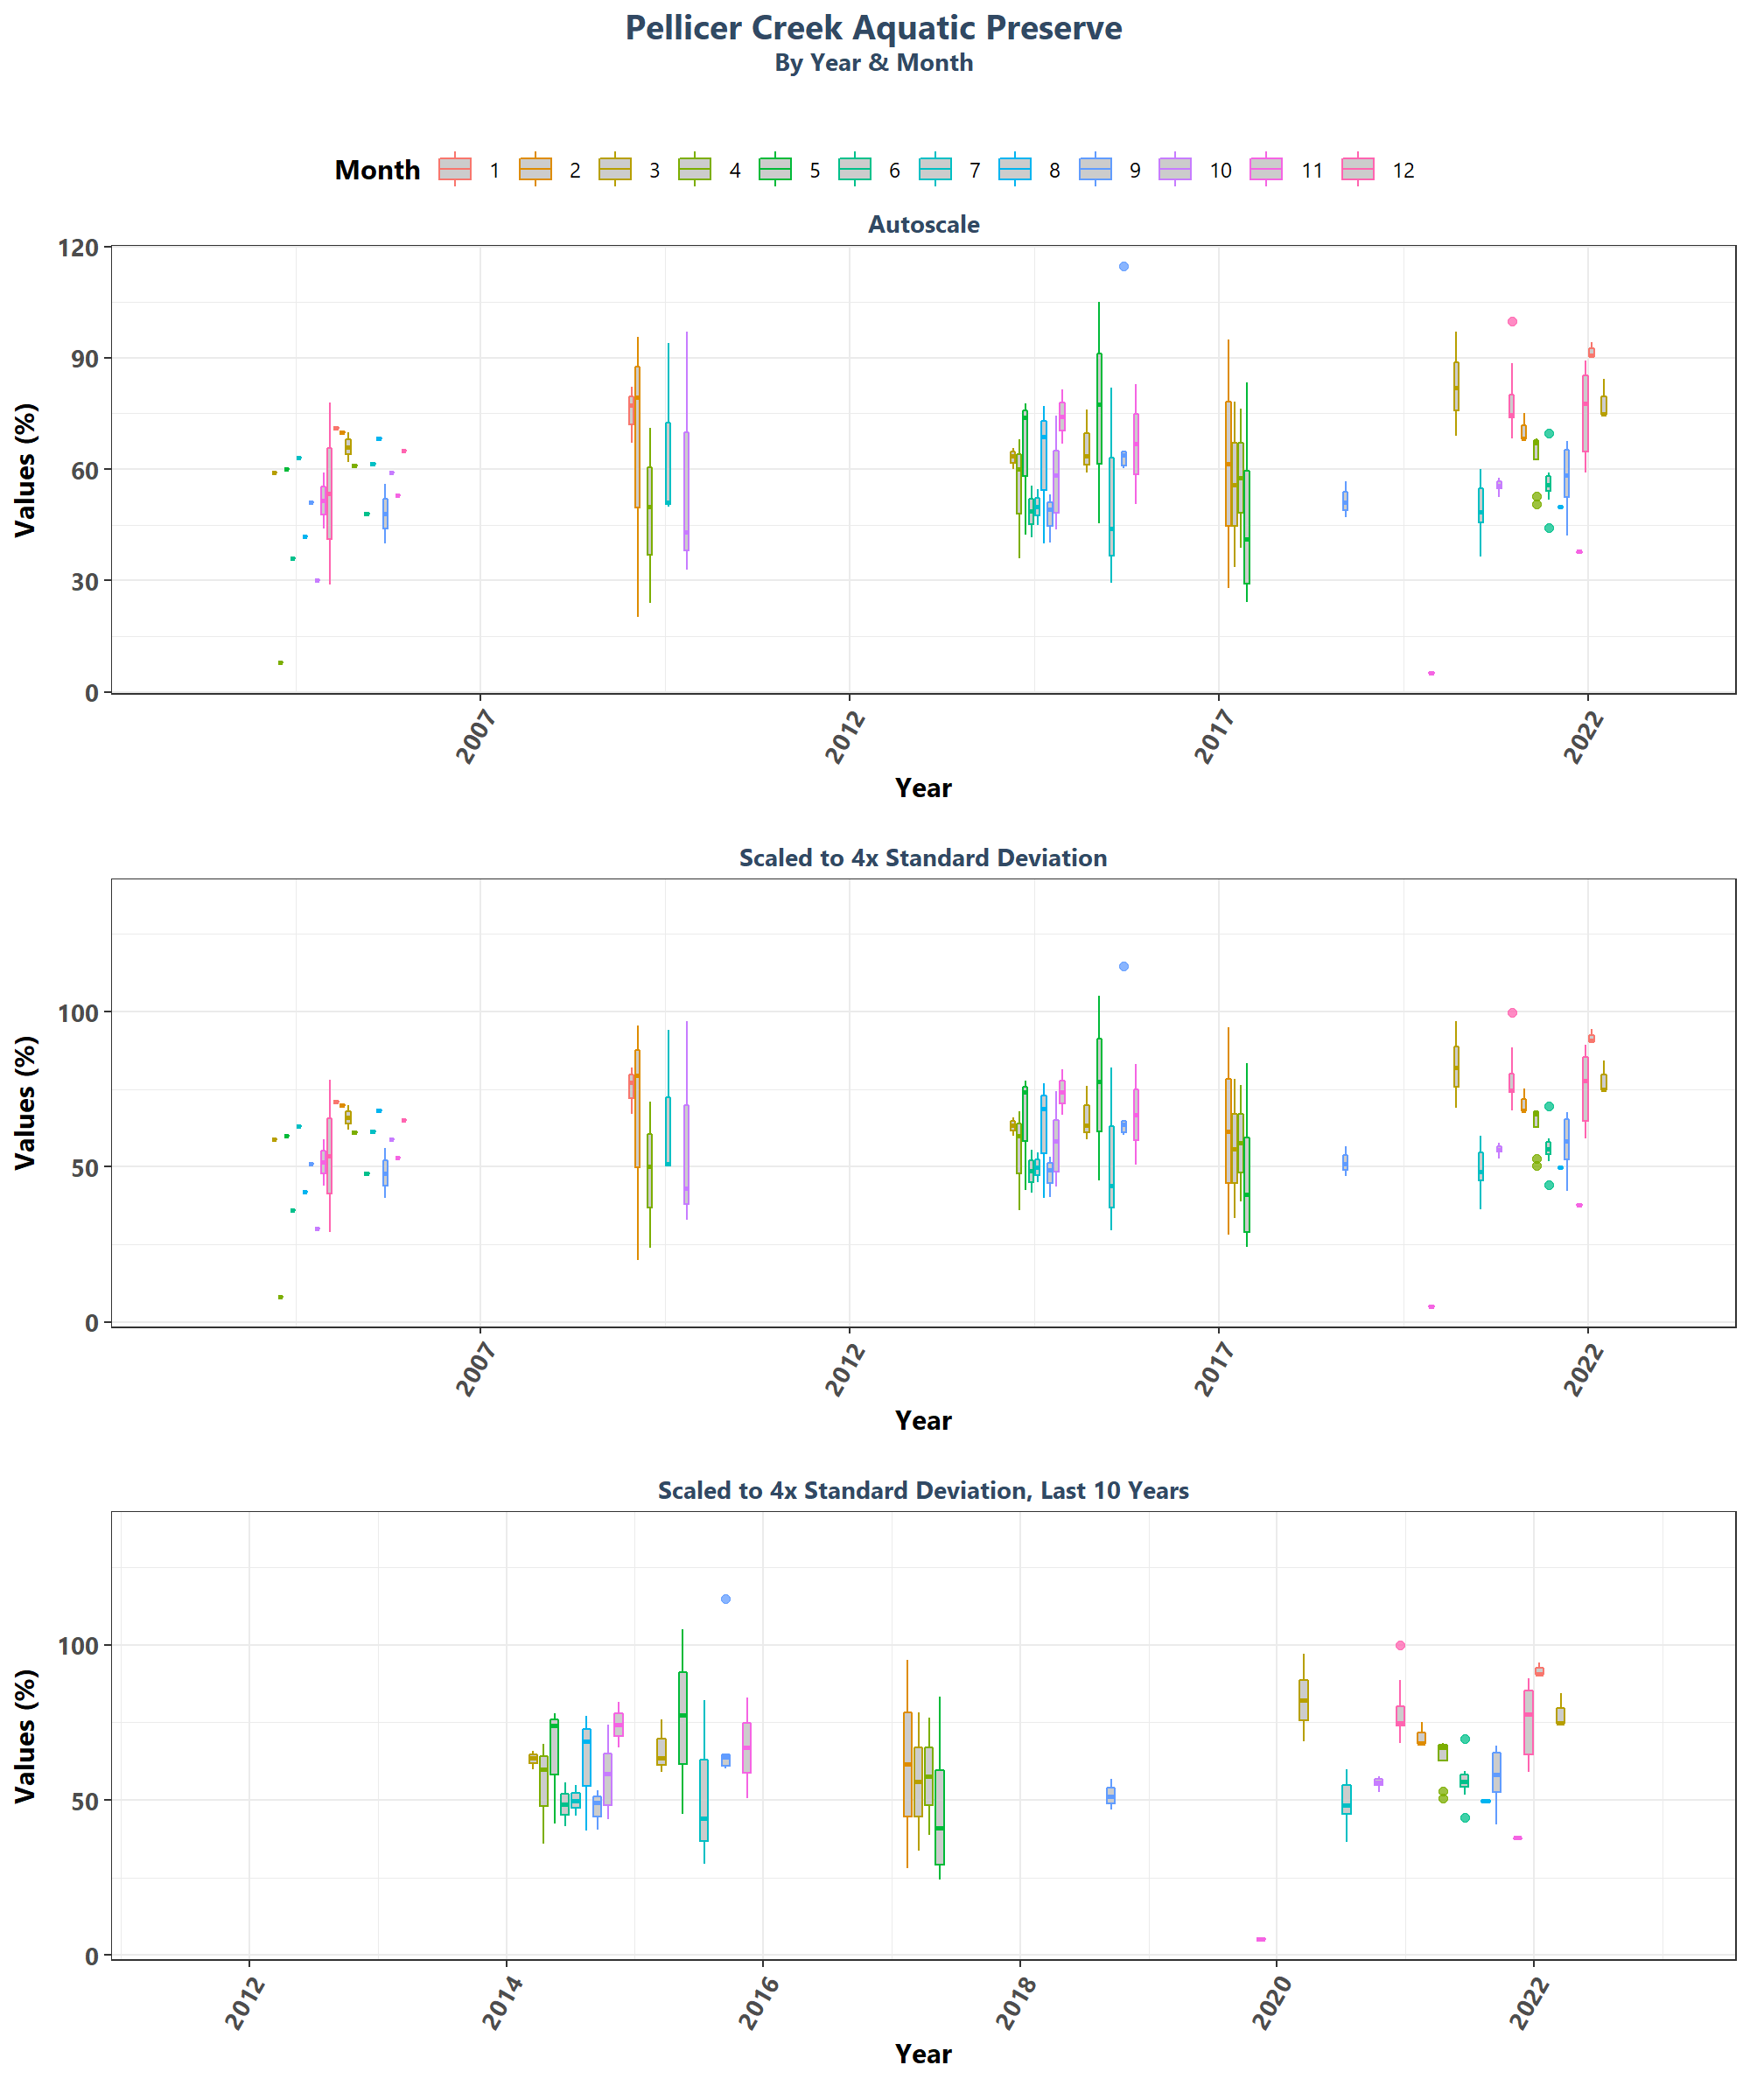 Pellicer Creek Aquatic Preserve
By Year & Month
Month 1 2 3 4 5 6 7 8 9 10 11 12
Autoscale
Values (%)
120
90
60
30
0
2007 2012 2017 2022
Year
Scaled to 4x Standard Deviation
Values (%)
100
50
0
2007 2012 2017 2022
Year
Scaled to 4x Standard Deviation, Last 10 Years
Values (%)
100
50
0
2012 2014 2016 2018 2020 2022
Year